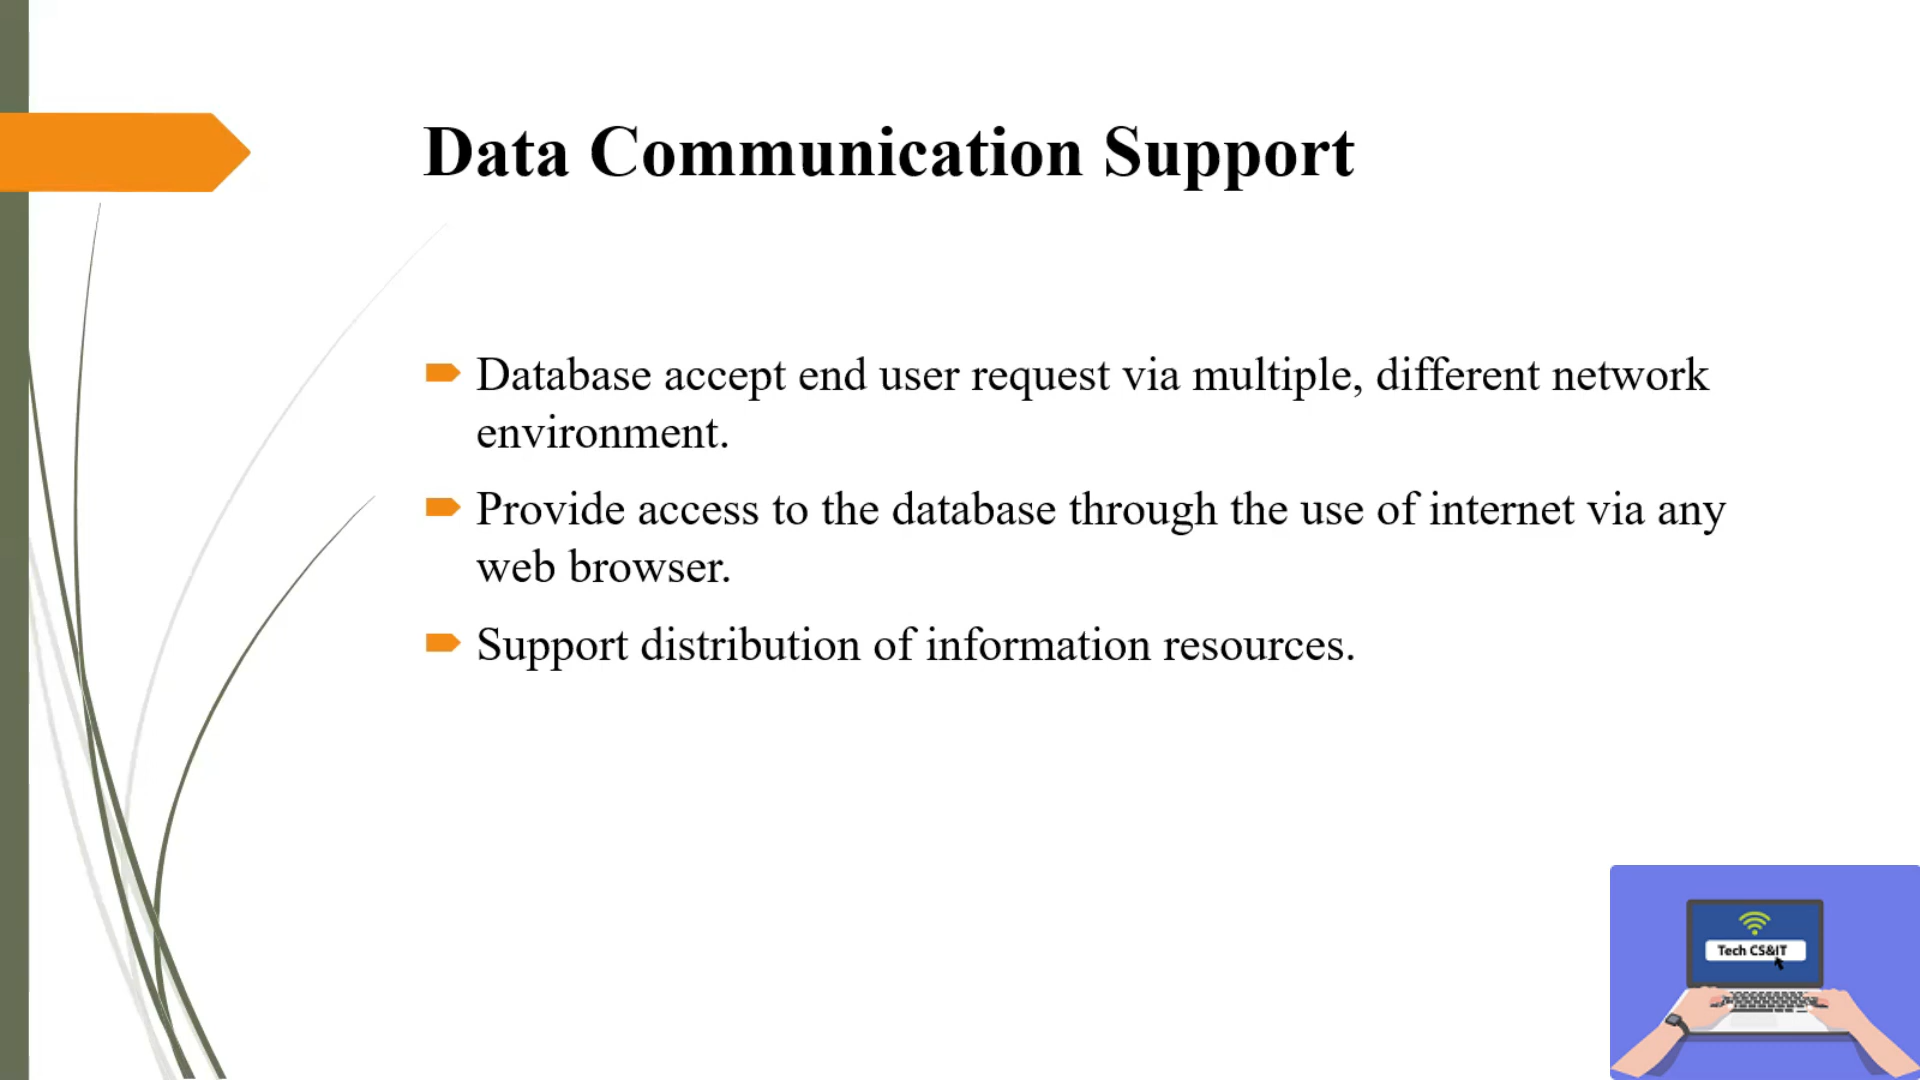 Data Communication Support
Database accept end user request via multiple, different network
environment.
Provide access to the database through the use of internet via any
web browser.
Support distribution of information resources.
Tech CS&IT